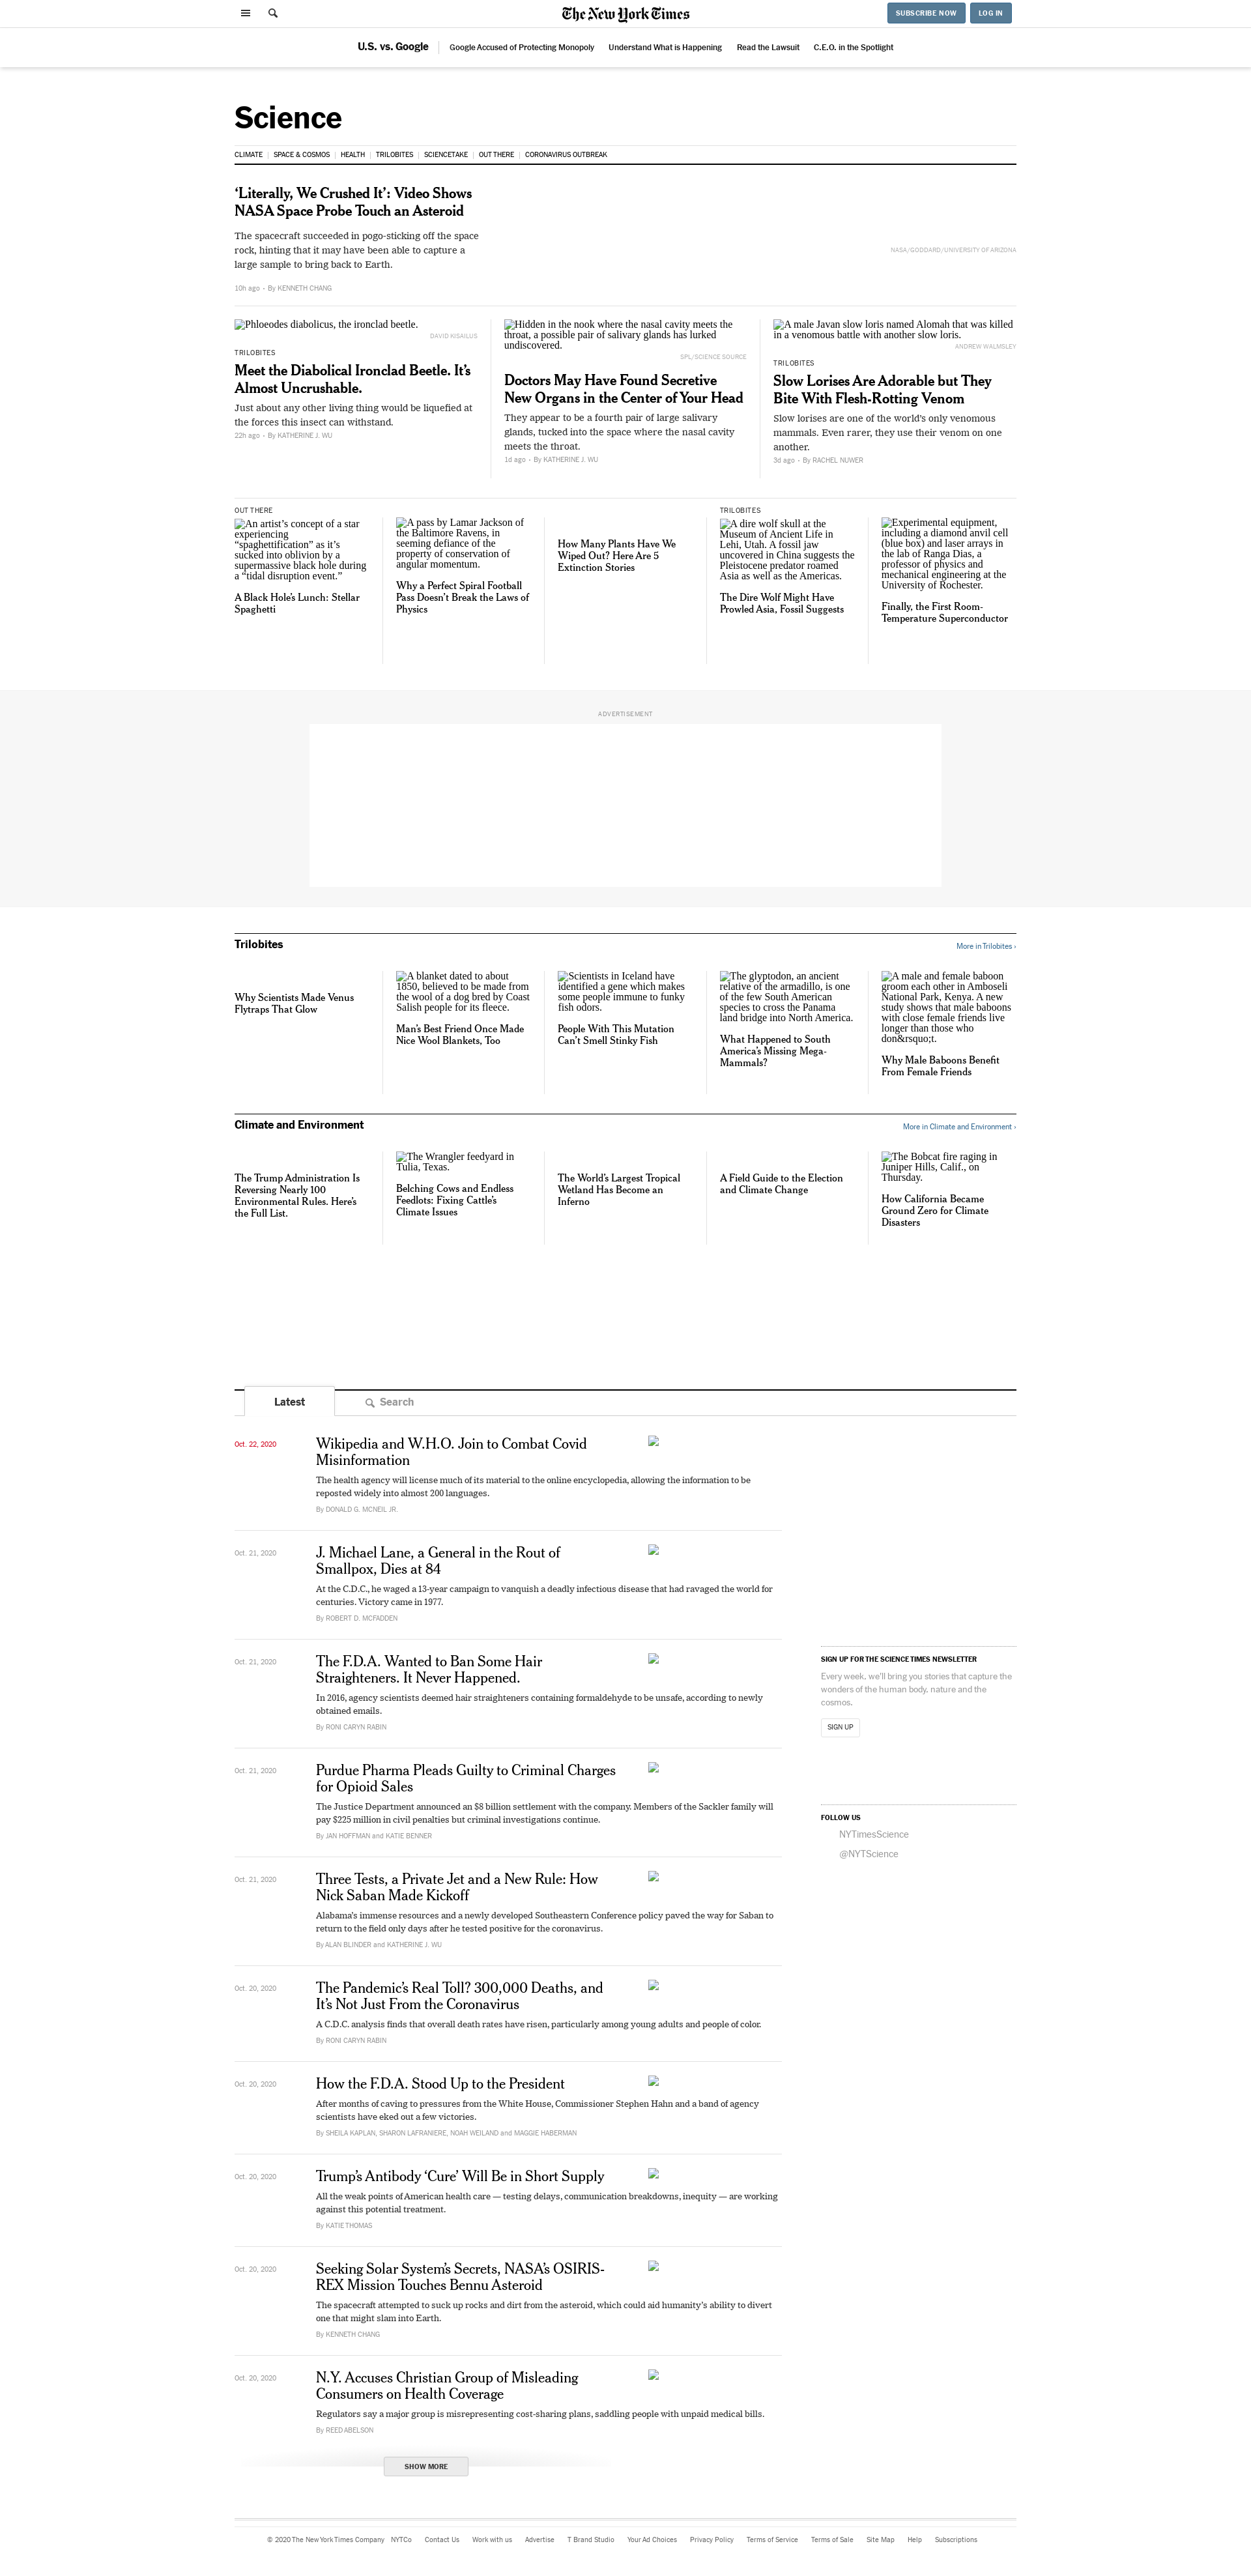 The New York Times
SUBSCRIBE NOW
LOG IN
U.S. vs. Google
Google Accused of Protecting Monopoly
Understand What is Happening
Read the Lawsuit
C.E.O. in the Spotlight
Science
CLIMATE
SPACE & COSMOS
HEALTH
TRILOBITES
SCIENCETAKE
OUT THERE
CORONAVIRUS OUTBREAK
‘Literally, We Crushed It’: Video Shows
NASA Space Probe Touch an Asteroid
The spacecraft succeeded in pogo-sticking off the space
rock, hinting that it may have been able to capture a
large sample to bring back to Earth.
10h ago - By KENNETH CHANG
NASA/GODDARD/UNIVERSITY OF ARIZONA
Phloeodes diabolicus, the ironclad beetle.
DAVID KISAILUS
TRILOBITES
Meet the Diabolical Ironclad Beetle. It’s
Almost Uncrushable.
Just about any other living thing would be liquefied at
the forces this insect can withstand.
22h ago - By KATHERINE J. WU
Hidden in the nook where the nasal cavity meets the
throat, a possible pair of salivary glands has lurked
undiscovered.
SPL/SCIENCE SOURCE
Doctors May Have Found Secretive
New Organs in the Center of Your Head
They appear to be a fourth pair of large salivary
glands, tucked into the space where the nasal cavity
meets the throat.
1d ago - By KATHERINE J. WU
A male Javan slow loris named Alomah that was killed
in a venomous battle with another slow loris.
ANDREW WALMSLEY
TRILOBITES
Slow Lorises Are Adorable but They
Bite With Flesh-Rotting Venom
Slow lorises are one of the world’s only venomous
mammals. Even rarer, they use their venom on one
another.
3d ago - By RACHEL NUWER
OUT THERE
An artist’s concept of a star
experiencing
“spaghettification” as it’s
sucked into oblivion by a
supermassive black hole during
a “tidal disruption event.”
A Black Hole’s Lunch: Stellar
Spaghetti
A pass by Lamar Jackson of
the Baltimore Ravens, in
seeming defiance of the
property of conservation of
angular momentum.
Why a Perfect Spiral Football
Pass Doesn’t Break the Laws of
Physics
How Many Plants Have We
Wiped Out? Here Are 5
Extinction Stories
TRILOBITES
A dire wolf skull at the
Museum of Ancient Life in
Lehi, Utah. A fossil jaw
uncovered in China suggests the
Pleistocene predator roamed
Asia as well as the Americas.
The Dire Wolf Might Have
Prowled Asia, Fossil Suggests
Experimental equipment,
including a diamond anvil cell
(blue box) and laser arrays in
the lab of Ranga Dias, a
professor of physics and
mechanical engineering at the
University of Rochester.
Finally, the First Room-
Temperature Superconductor
ADVERTISEMENT
Trilobites
More in Trilobites ›
Why Scientists Made Venus
Flytraps That Glow
A blanket dated to about
1850, believed to be made from
the wool of a dog bred by Coast
Salish people for its fleece.
Man’s Best Friend Once Made
Nice Wool Blankets, Too
Scientists in Iceland have
identified a gene which makes
some people immune to funky
fish odors.
People With This Mutation
Can’t Smell Stinky Fish
The glyptodon, an ancient
relative of the armadillo, is one
of the few South American
species to cross the Panama
land bridge into North America.
What Happened to South
America’s Missing Mega-
Mammals?
A male and female baboon
groom each other in Amboseli
National Park, Kenya. A new
study shows that male baboons
with close female friends live
longer than those who
don&rsquo;t.
Why Male Baboons Benefit
From Female Friends
Climate and Environment
More in Climate and Environment ›
The Trump Administration Is
Reversing Nearly 100
Environmental Rules. Here’s
the Full List.
The Wrangler feedyard in
Tulia, Texas.
Belching Cows and Endless
Feedlots: Fixing Cattle’s
Climate Issues
The World’s Largest Tropical
Wetland Has Become an
Inferno
A Field Guide to the Election
and Climate Change
The Bobcat fire raging in
Juniper Hills, Calif., on
Thursday.
How California Became
Ground Zero for Climate
Disasters
Latest
Search
Oct. 22, 2020
Wikipedia and W.H.O. Join to Combat Covid
Misinformation
The health agency will license much of its material to the online encyclopedia, allowing the information to be
reposted widely into almost 200 languages.
By DONALD G. MCNEIL JR.
Oct. 21, 2020
J. Michael Lane, a General in the Rout of
Smallpox, Dies at 84
At the C.D.C., he waged a 13-year campaign to vanquish a deadly infectious disease that had ravaged the world for
centuries. Victory came in 1977.
By ROBERT D. MCFADDEN
Oct. 21, 2020
The F.D.A. Wanted to Ban Some Hair
Straighteners. It Never Happened.
In 2016, agency scientists deemed hair straighteners containing formaldehyde to be unsafe, according to newly
obtained emails.
By RONI CARYN RABIN
Oct. 21, 2020
Purdue Pharma Pleads Guilty to Criminal Charges
for Opioid Sales
The Justice Department announced an $8 billion settlement with the company. Members of the Sackler family will
pay $225 million in civil penalties but criminal investigations continue.
By JAN HOFFMAN and KATIE BENNER
Oct. 21, 2020
Three Tests, a Private Jet and a New Rule: How
Nick Saban Made Kickoff
Alabama’s immense resources and a newly developed Southeastern Conference policy paved the way for Saban to
return to the field only days after he tested positive for the coronavirus.
By ALAN BLINDER and KATHERINE J. WU
Oct. 20, 2020
The Pandemic’s Real Toll? 300,000 Deaths, and
It’s Not Just From the Coronavirus
A C.D.C. analysis finds that overall death rates have risen, particularly among young adults and people of color.
By RONI CARYN RABIN
Oct. 20, 2020
How the F.D.A. Stood Up to the President
After months of caving to pressures from the White House, Commissioner Stephen Hahn and a band of agency
scientists have eked out a few victories.
By SHEILA KAPLAN, SHARON LAFRANIERE, NOAH WEILAND and MAGGIE HABERMAN
Oct. 20, 2020
Trump’s Antibody ‘Cure’ Will Be in Short Supply
All the weak points of American health care — testing delays, communication breakdowns, inequity — are working
against this potential treatment.
By KATIE THOMAS
Oct. 20, 2020
Seeking Solar System’s Secrets, NASA’s OSIRIS-
REX Mission Touches Bennu Asteroid
The spacecraft attempted to suck up rocks and dirt from the asteroid, which could aid humanity’s ability to divert
one that might slam into Earth.
By KENNETH CHANG
Oct. 20, 2020
N.Y. Accuses Christian Group of Misleading
Consumers on Health Coverage
Regulators say a major group is misrepresenting cost-sharing plans, saddling people with unpaid medical bills.
By REED ABELSON
SHOW MORE
SIGN UP FOR THE SCIENCE TIMES NEWSLETTER
Every week, we’ll bring you stories that capture the
wonders of the human body, nature and the
cosmos.
SIGN UP
FOLLOW US
NYTimesScience
@NYTScience
© 2020 The New York Times Company
NYTCo
Contact Us
Work with us
Advertise
T Brand Studio
Your Ad Choices
Privacy Policy
Terms of Service
Terms of Sale
Site Map
Help
Subscriptions